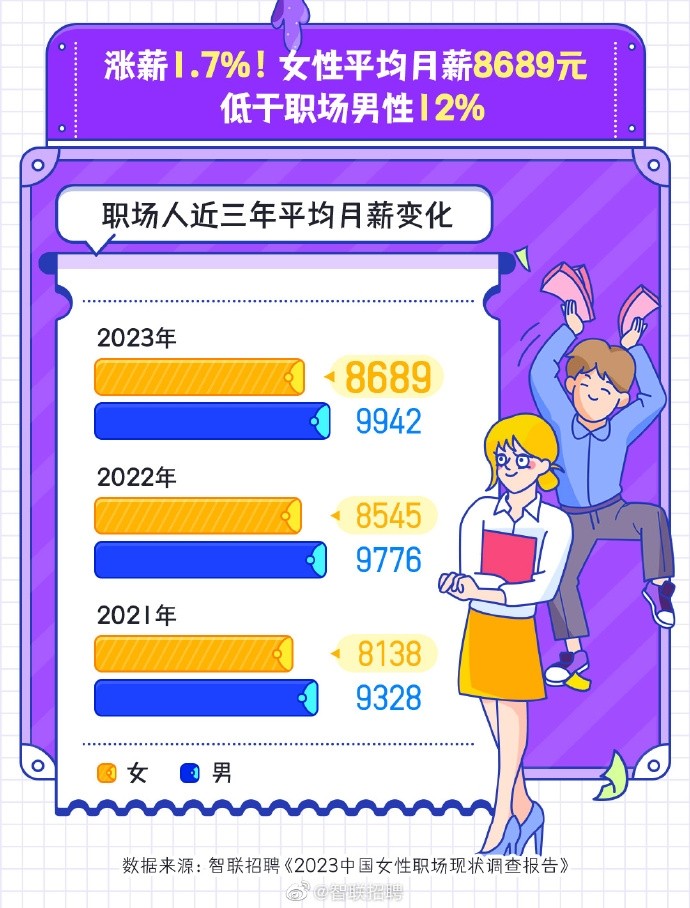 涨薪1.7%！女性平均月薪8689元
低于职场男性12%
职场人近三年平均月薪变化
2023年
8689
9942
2022年
8545
9776
2021年
8138
9328
女 男
数据来源：智联招聘《2023中国女性职场现状调查报告》
@智联招聘